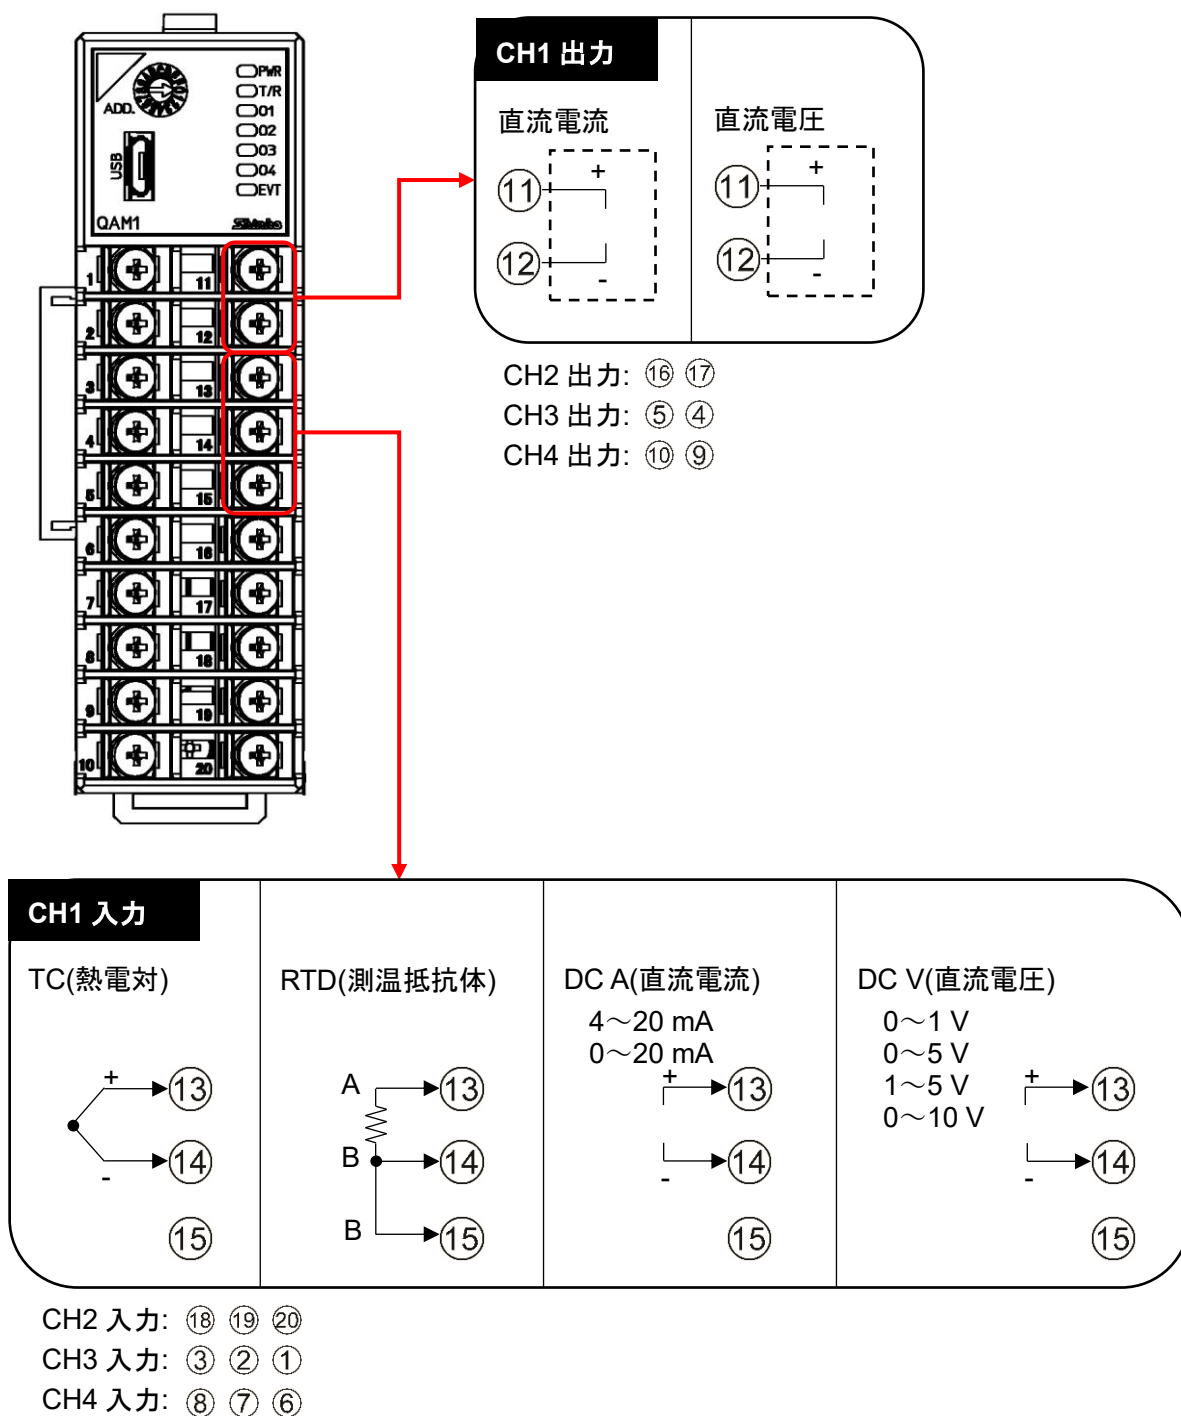 ADD.
PWR
T/R
O1
O2
O3
O4
EVT
USB
QAM1
Shinko
1 11
2 12
3 13
4 14
5 15
6 16
7 17
8 18
9 19
10 20
CH1 出力
直流電流
+
⑪
⑫
-
直流電圧
+
⑪
⑫
-
CH2 出力: ⑯ ⑰
CH3 出力: ⑤ ④
CH4 出力: ⑩ ⑨
CH1 入力
TC(熱電対)
+
⑬
⑭
-
⑮
RTD(測温抵抗体)
A ⑬
B ⑭
B ⑮
DC A(直流電流)
4～20 mA
0～20 mA
+
⑬
⑭
-
⑮
DC V(直流電圧)
0～1 V
0～5 V
1～5 V
0～10 V
+
⑬
⑭
-
⑮
CH2 入力: ⑱ ⑲ ⑳
CH3 入力: ③ ② ①
CH4 入力: ⑧ ⑦ ⑥